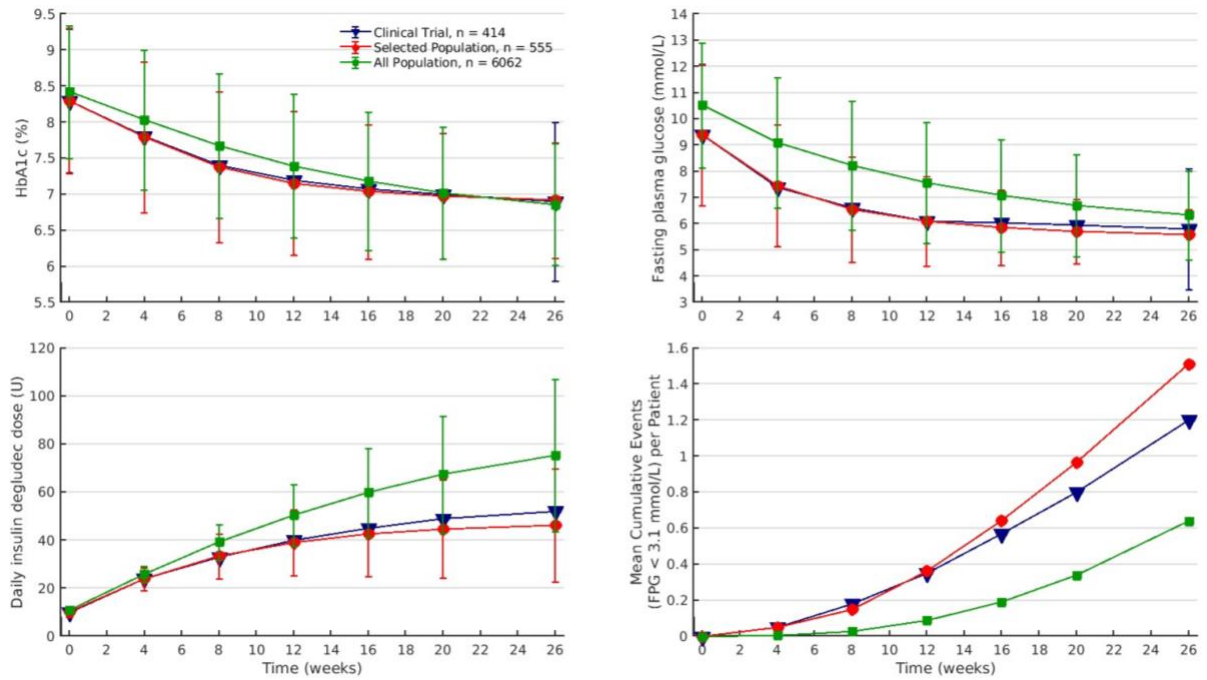 9.5
9
8.5
8
7.5
7
6.5
6
5.5
HbA1c (%)
Clinical Trial, n = 414
Selected Population, n = 555
All Population, n = 6062
0 2 4 6 8 10 12 14 16 18 20 22 24 26
14
13
12
11
10
9
8
7
6
5
4
3
Fasting plasma glucose (mmol/L)
0 2 4 6 8 10 12 14 16 18 20 22 24 26
120
100
80
60
40
20
0
Daily insulin degludec dose (U)
0 2 4 6 8 10 12 14 16 18 20 22 24 26
Time (weeks)
1.6
1.4
1.2
1
0.8
0.6
0.4
0.2
0
Mean Cumulative Events
(FPG < 3.1 mmol/L) per Patient
0 2 4 6 8 10 12 14 16 18 20 22 24 26
Time (weeks)